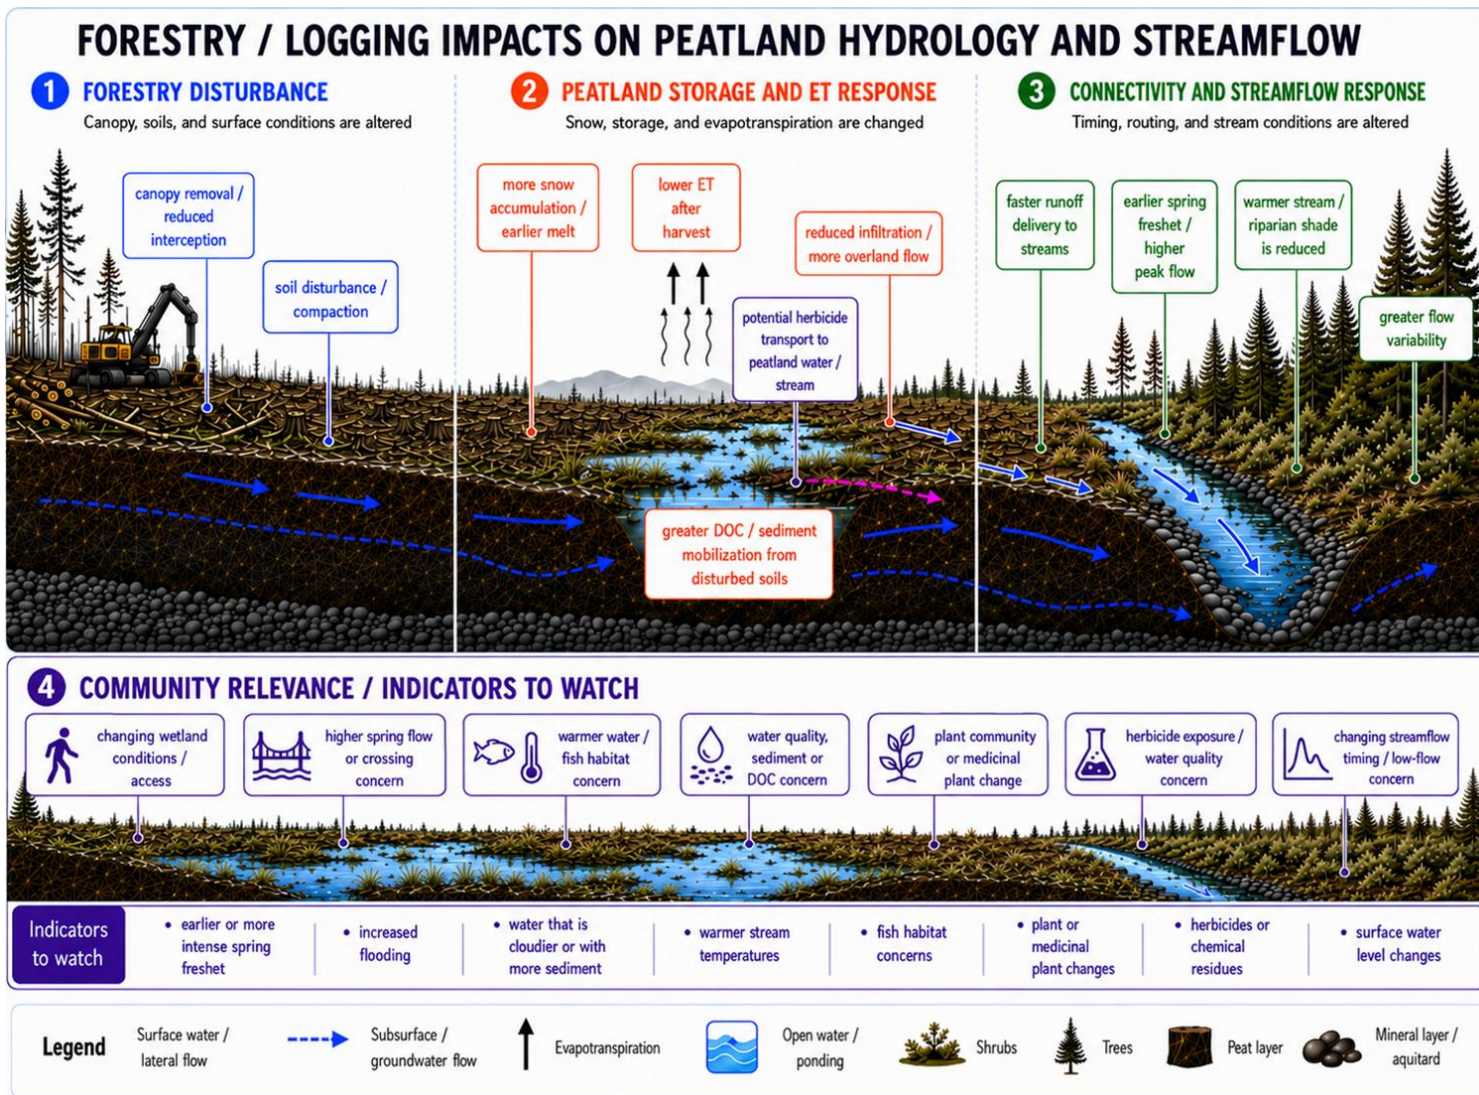 FORESTRY / LOGGING IMPACTS ON PEATLAND HYDROLOGY AND STREAMFLOW
1 FORESTRY DISTURBANCE
Canopy, soils, and surface conditions are altered
canopy removal /
reduced
interception
soil disturbance /
compaction
2 PEATLAND STORAGE AND ET RESPONSE
Snow, storage, and evapotranspiration are changed
more snow
accumulation /
earlier melt
lower ET
after
harvest
reduced infiltration /
more overland flow
potential herbicide
transport to
peatland water /
stream
greater DOC / sediment
mobilization from
disturbed soils
3 CONNECTIVITY AND STREAMFLOW RESPONSE
Timing, routing, and stream conditions are altered
faster runoff
delivery to
streams
earlier spring
freshet /
higher
peak flow
warmer stream /
riparian shade
is reduced
greater flow
variability
4 COMMUNITY RELEVANCE / INDICATORS TO WATCH
changing wetland
conditions /
access
higher spring flow
or crossing
concern
warmer water /
fish habitat
concern
water quality,
sediment or
DOC concern
plant community
or medicinal
plant change
herbicide exposure /
water quality
concern
changing streamflow
timing / low-flow
concern
Indicators
to watch
• earlier or more
intense spring
freshet
• increased
flooding
• water that is
cloudier or with
more sediment
• warmer stream
temperatures
• fish habitat
concerns
• plant or
medicinal
plant changes
• herbicides or
chemical
residues
• surface water
level changes
Legend
Surface water /
lateral flow
Subsurface /
groundwater flow
Evapotranspiration
Open water /
ponding
Shrubs
Trees
Peat layer
Mineral layer /
aquitard